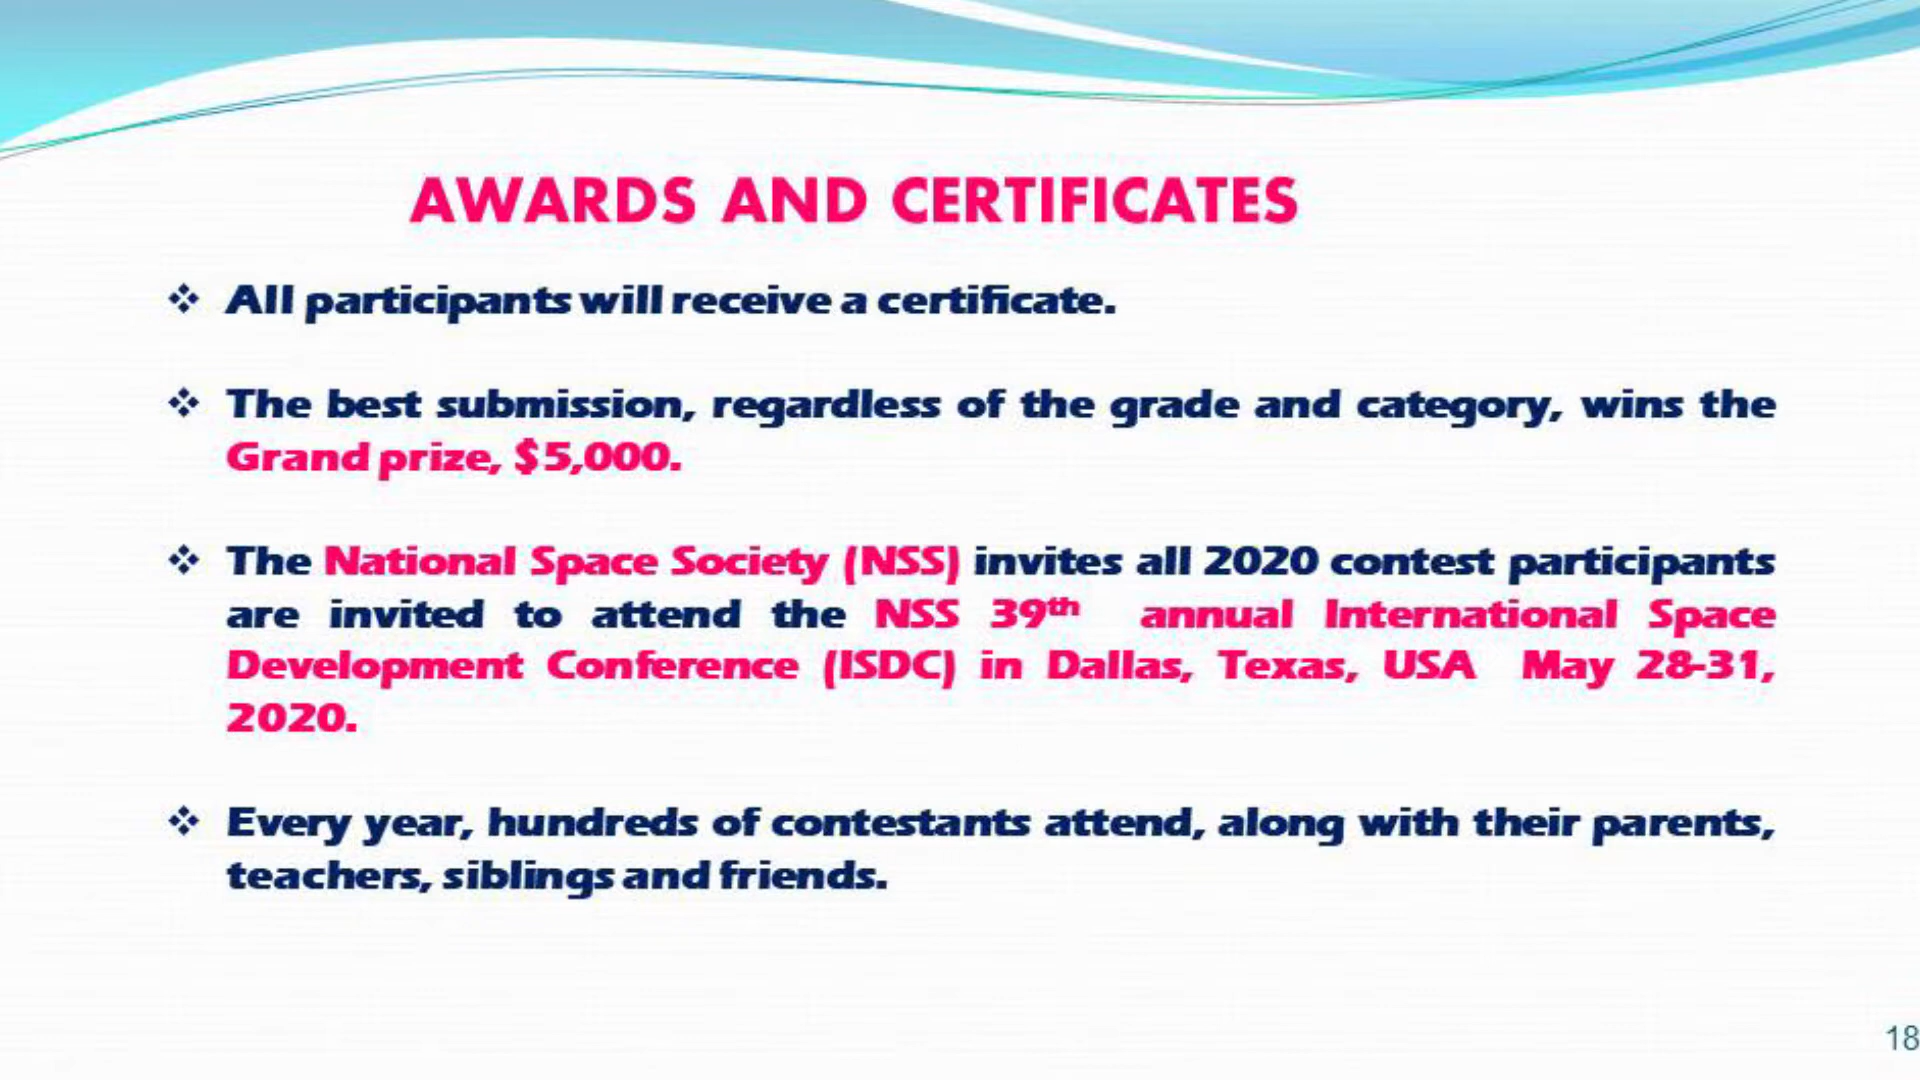 AWARDS AND CERTIFICATES
❖ All participants will receive a certificate.
❖ The best submission, regardless of the grade and category, wins the
Grand prize, $5,000.
❖ The National Space Society (NSS) invites all 2020 contest participants
are invited to attend the NSS 39th annual International Space
Development Conference (ISDC) in Dallas, Texas, USA May 28-31,
2020.
❖ Every year, hundreds of contestants attend, along with their parents,
teachers, siblings and friends.
18